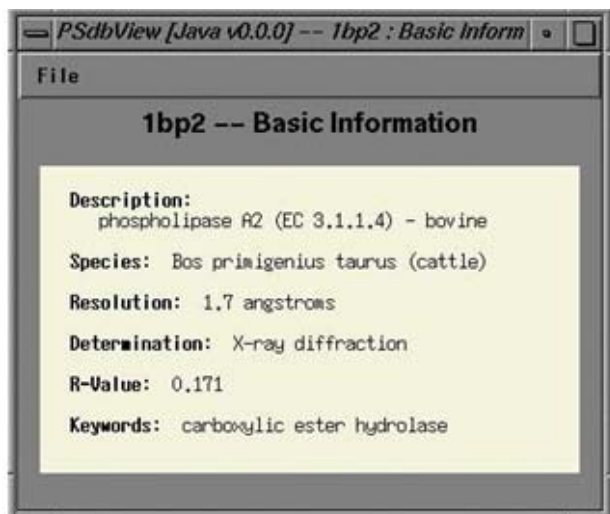 PSdbView [Java v0.0.0] -- 1bp2 : Basic Inform
File
1bp2 -- Basic Information
Description:
phospholipase A2 (EC 3.1.1.4) - bovine
Species: Bos primigenius taurus (cattle)
Resolution: 1.7 angstroms
Determination: X-ray diffraction
R-Value: 0.171
Keywords: carboxylic ester hydrolase